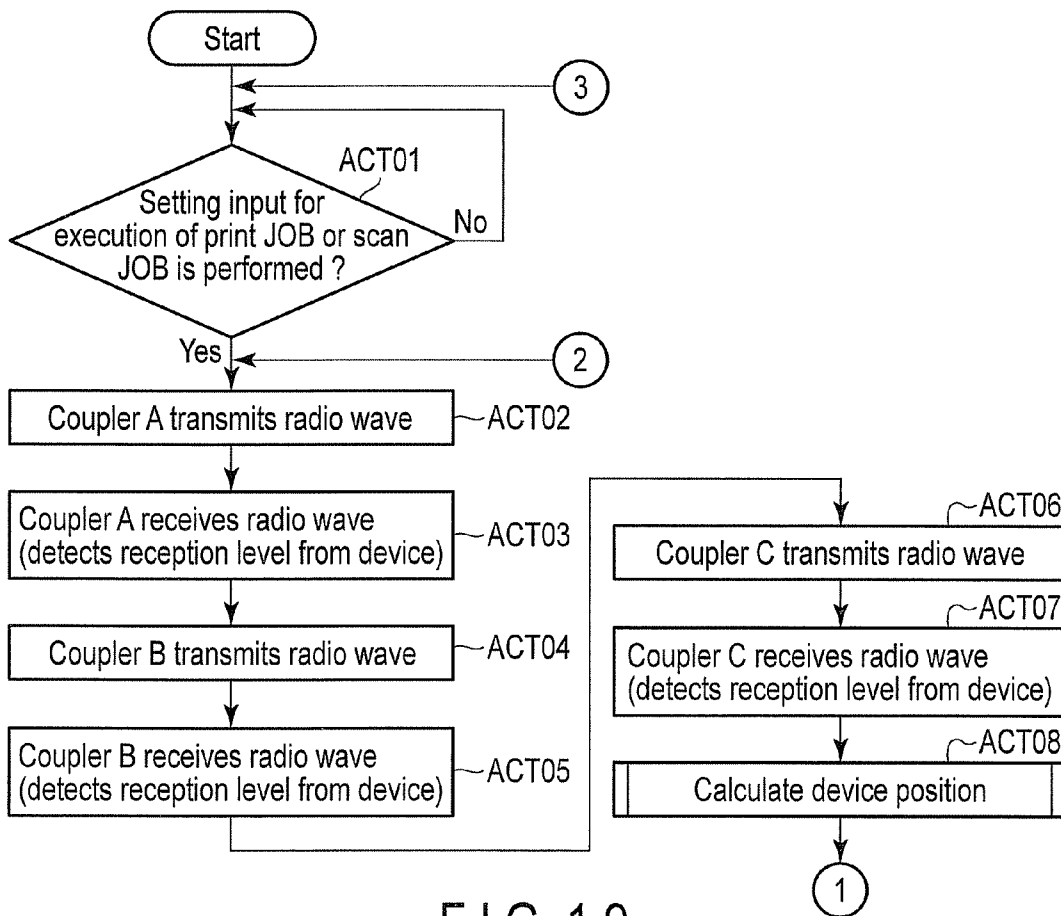 Start
3
ACT01
Setting input for
execution of print JOB or scan
JOB is performed ?
No
Yes
2
Coupler A transmits radio wave
ACT02
Coupler A receives radio wave
(detects reception level from device)
ACT03
Coupler B transmits radio wave
ACT04
Coupler B receives radio wave
(detects reception level from device)
ACT05
ACT06
Coupler C transmits radio wave
ACT07
Coupler C receives radio wave
(detects reception level from device)
ACT08
Calculate device position
1